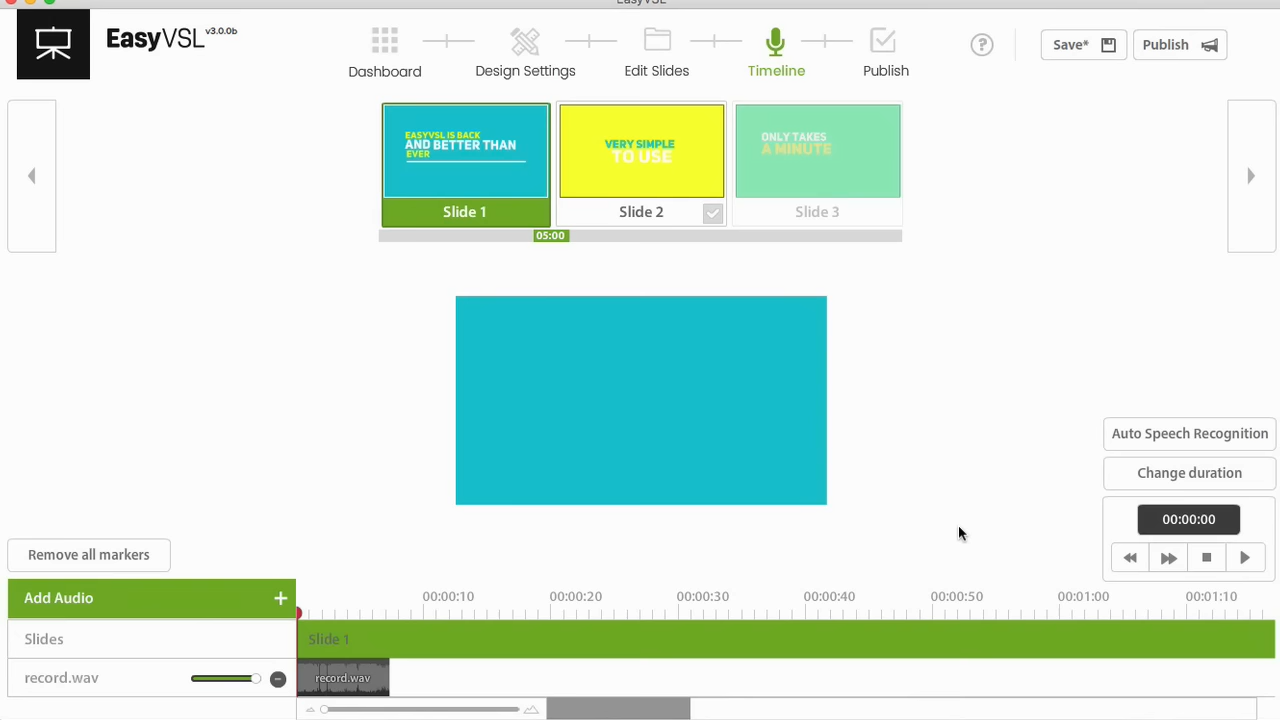 EasyVSL
EasyVSL v3.0.0b
Dashboard
Design Settings
Edit Slides
Timeline
Publish
?
Save*
Publish
EASYVSL IS BACK
AND BETTER THAN
EVER
VERY SIMPLE
TO USE
ONLY TAKES
A MINUTE
Slide 1
Slide 2
Slide 3
05:00
Auto Speech Recognition
Change duration
00:00:00
Remove all markers
Add Audio +
00:00:10
00:00:20
00:00:30
00:00:40
00:00:50
00:01:00
00:01:10
Slides
Slide 1
record.wav
record.wav